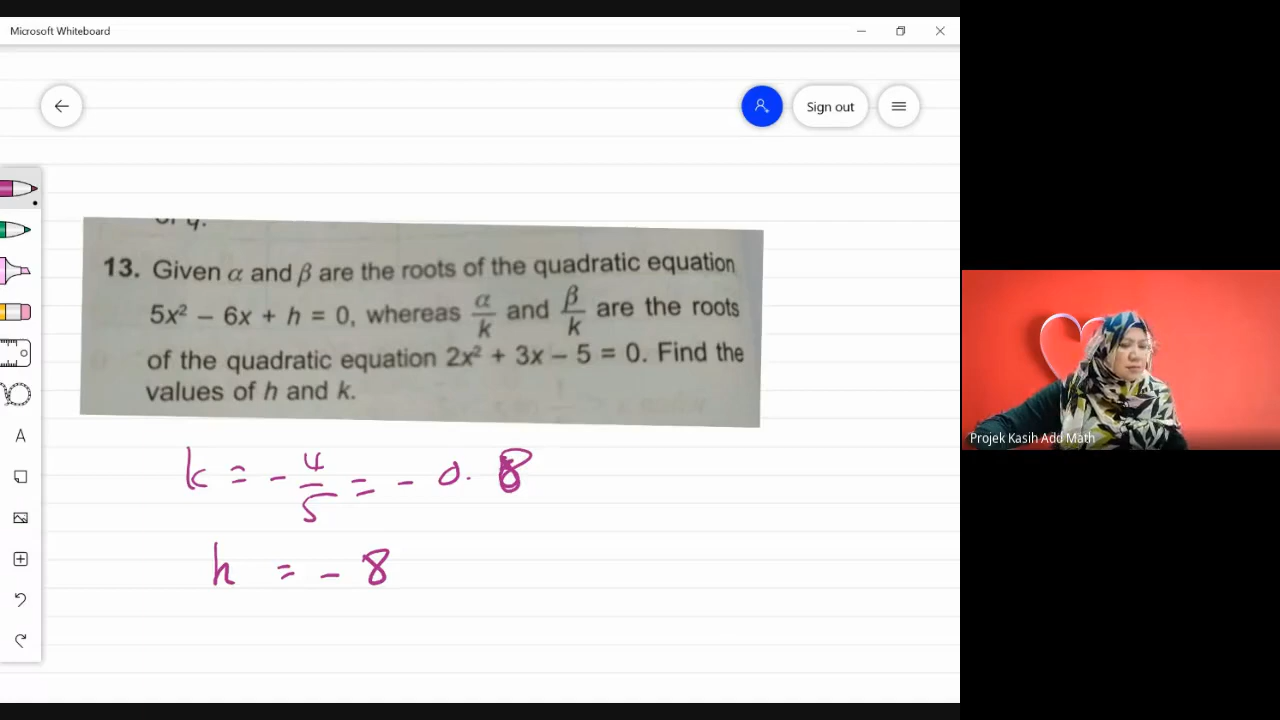 Microsoft Whiteboard
Sign out
13. Given α and β are the roots of the quadratic equation
5x² − 6x + h = 0, whereas α/k and β/k are the roots
of the quadratic equation 2x² + 3x − 5 = 0. Find the
values of h and k.
k = - 4/5 = - 0.8
h = - 8
A
Projek Kasih Add Math